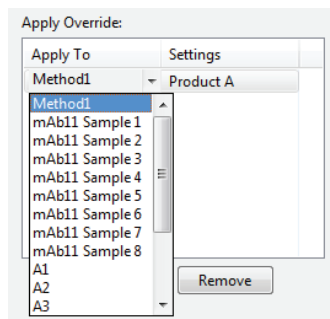 Apply Override:
Apply To Settings
Method1 Product A
Method1
mAb11 Sample 1
mAb11 Sample 2
mAb11 Sample 3
mAb11 Sample 4
mAb11 Sample 5
mAb11 Sample 6
mAb11 Sample 7
mAb11 Sample 8
A1
A2
A3
Remove